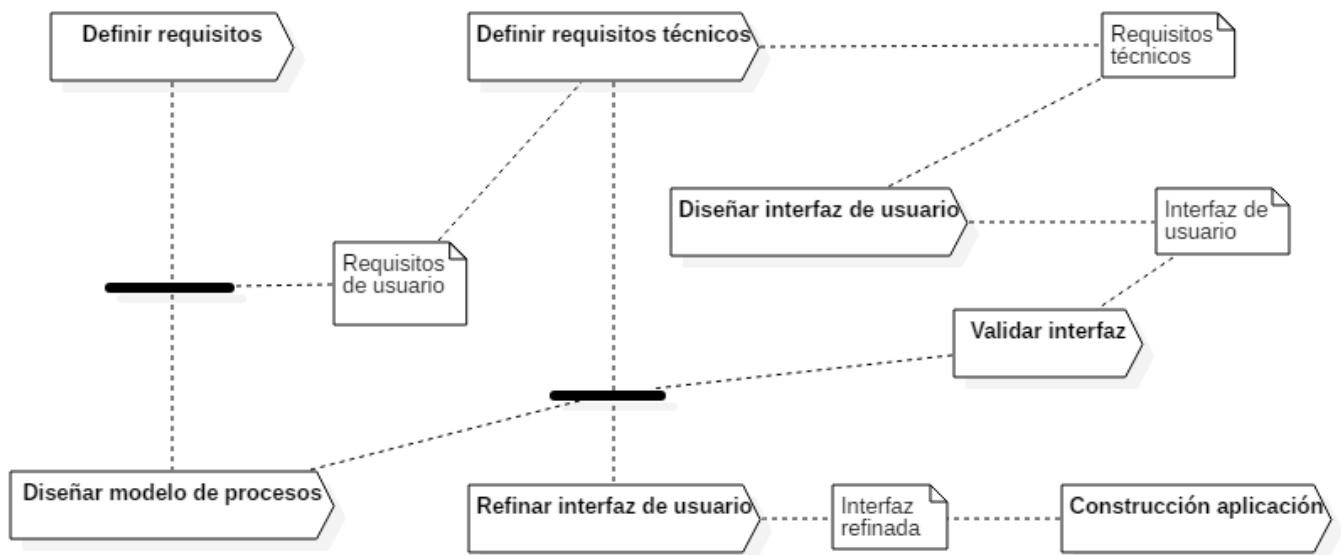 Definir requisitos
Definir requisitos técnicos
Requisitos
técnicos
Diseñar interfaz de usuario
Interfaz de
usuario
Requisitos
de usuario
Validar interfaz
Diseñar modelo de procesos
Refinar interfaz de usuario
Interfaz
refinada
Construcción aplicación